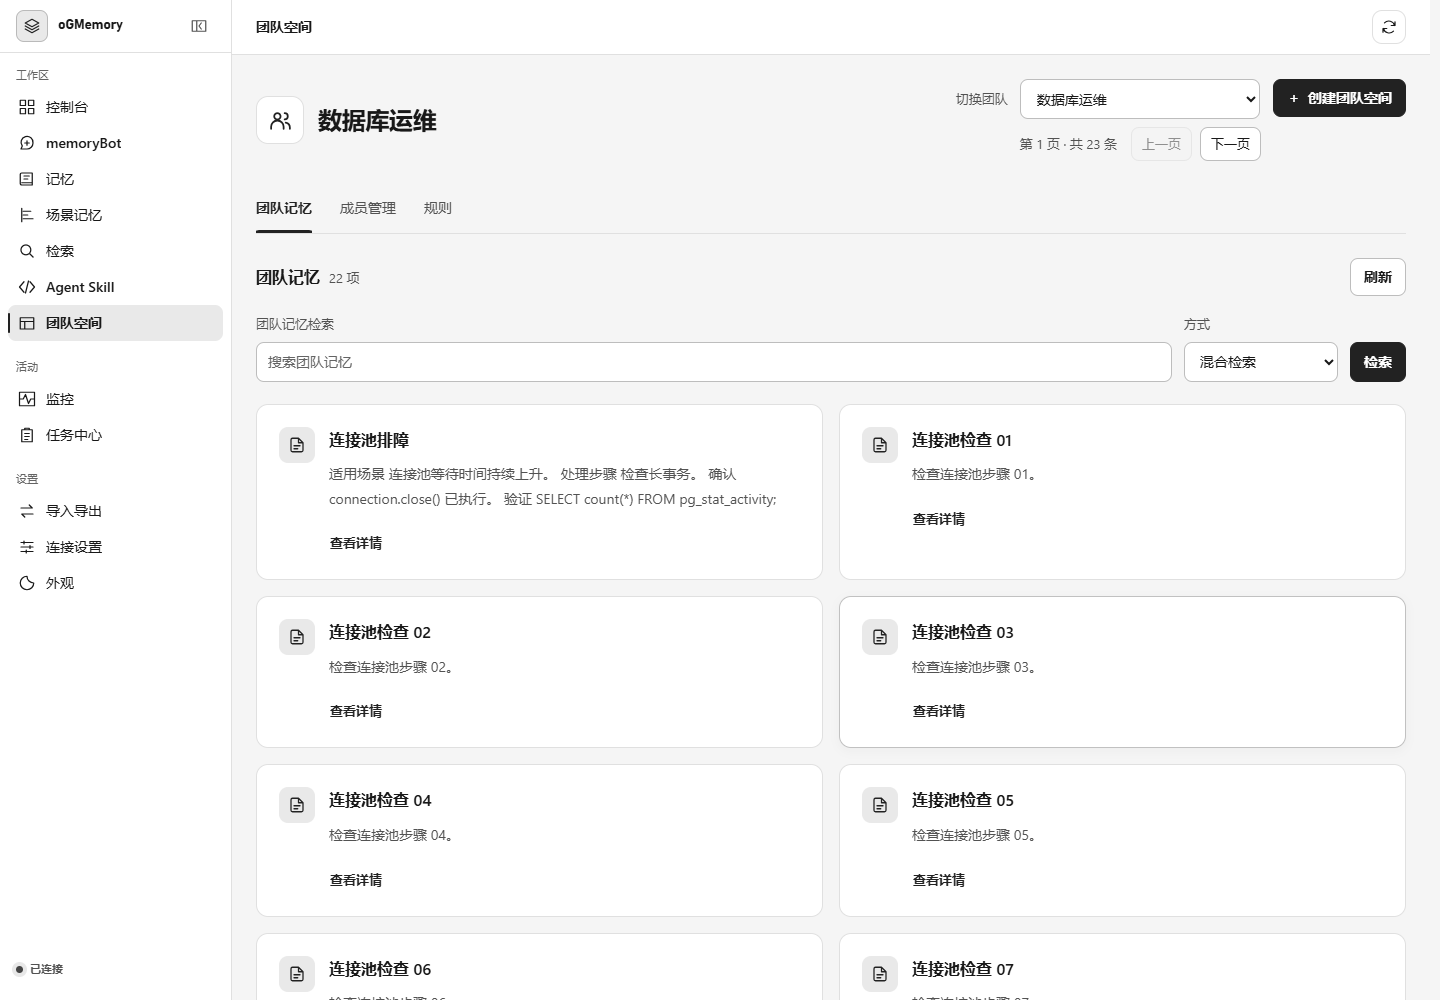 oGMemory
工作区
控制台
memoryBot
记忆
场景记忆
检索
Agent Skill
团队空间
活动
监控
任务中心
设置
导入导出
连接设置
外观
已连接
团队空间
数据库运维
切换团队
数据库运维
+ 创建团队空间
第 1 页 · 共 23 条
上一页
下一页
团队记忆
成员管理
规则
团队记忆 22 项
刷新
团队记忆检索
方式
搜索团队记忆
混合检索
检索
连接池排障
适用场景 连接池等待时间持续上升。 处理步骤 检查长事务。 确认
connection.close() 已执行。 验证 SELECT count(*) FROM pg_stat_activity;
查看详情
连接池检查 01
检查连接池步骤 01。
查看详情
连接池检查 02
检查连接池步骤 02。
查看详情
连接池检查 03
检查连接池步骤 03。
查看详情
连接池检查 04
检查连接池步骤 04。
查看详情
连接池检查 05
检查连接池步骤 05。
查看详情
连接池检查 06
连接池检查 07